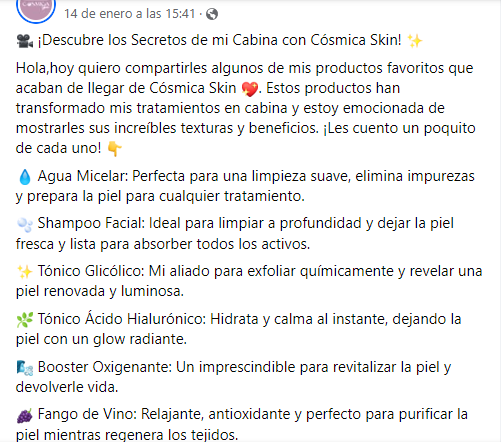 14 de enero a las 15:41 ·
🎥 ¡Descubre los Secretos de mi Cabina con Cósmica Skin! ✨
Hola,hoy quiero compartirles algunos de mis productos favoritos que
acaban de llegar de Cósmica Skin 💖. Estos productos han
transformado mis tratamientos en cabina y estoy emocionada de
mostrarles sus increíbles texturas y beneficios. ¡Les cuento un poquito
de cada uno! 👇
💧 Agua Micelar: Perfecta para una limpieza suave, elimina impurezas
y prepara la piel para cualquier tratamiento.
🫧 Shampoo Facial: Ideal para limpiar a profundidad y dejar la piel
fresca y lista para absorber todos los activos.
✨ Tónico Glicólico: Mi aliado para exfoliar químicamente y revelar una
piel renovada y luminosa.
🌿 Tónico Ácido Hialurónico: Hidrata y calma al instante, dejando la
piel con un glow radiante.
🌬️ Booster Oxigenante: Un imprescindible para revitalizar la piel y
devolverle vida.
🍇 Fango de Vino: Relajante, antioxidante y perfecto para purificar la
piel mientras regenera los tejidos.